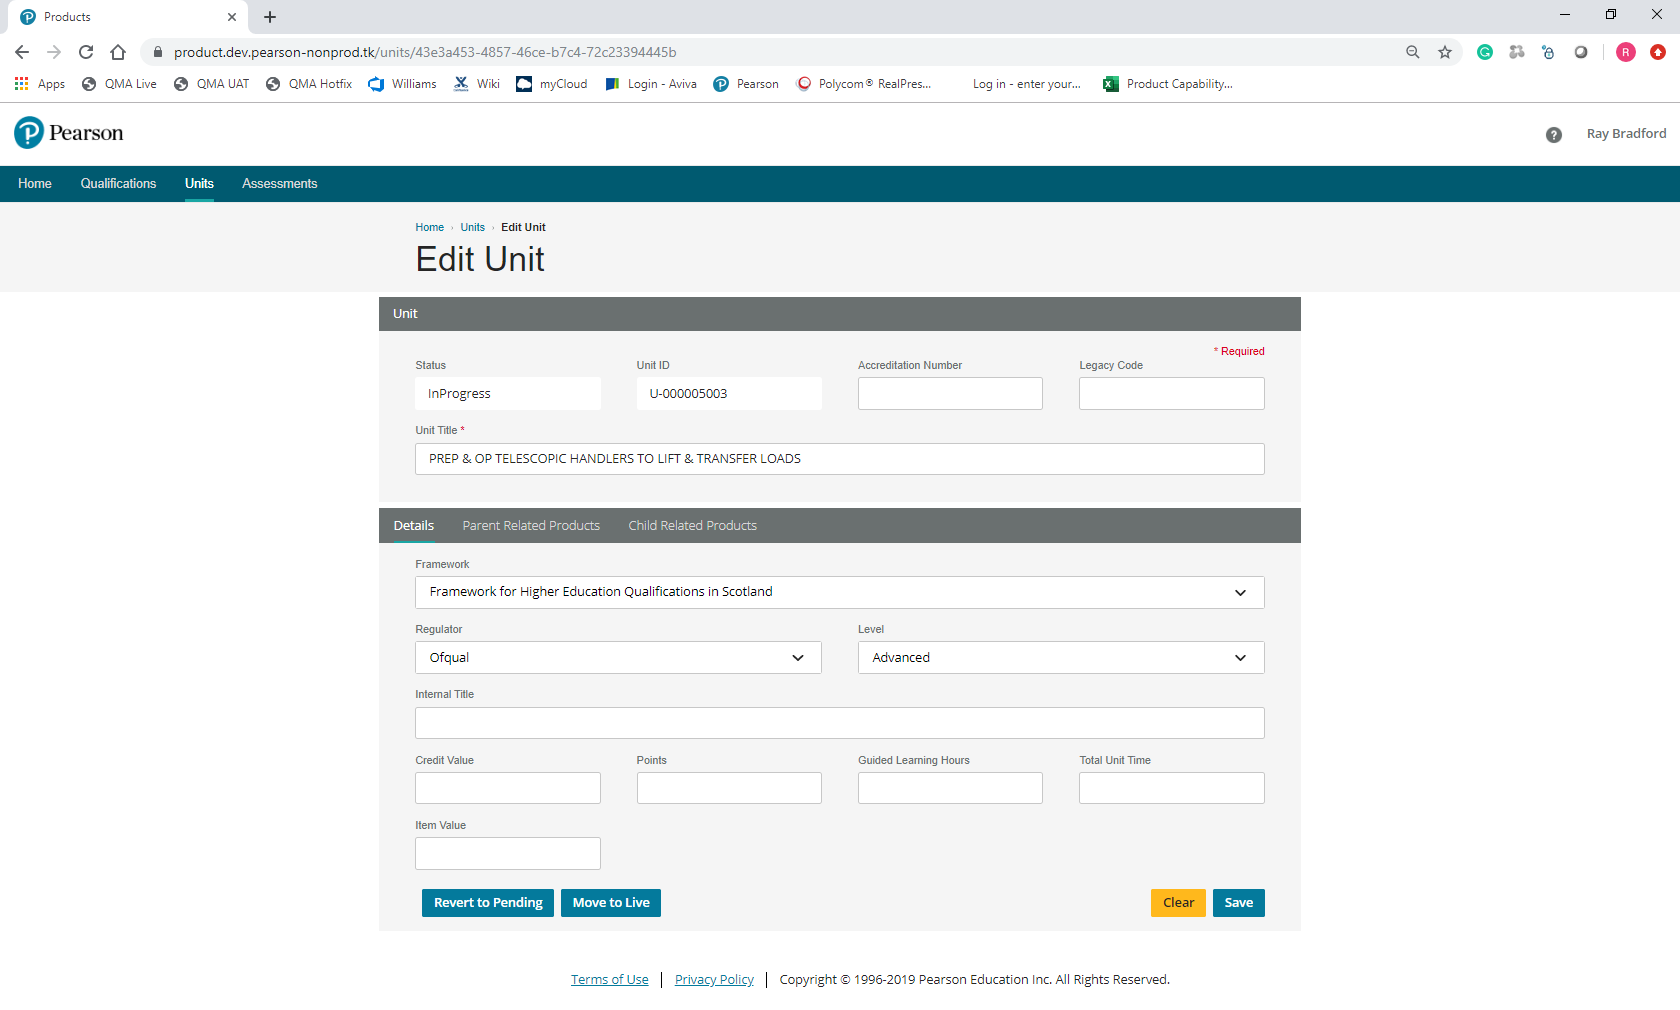 Products
product.dev.pearson-nonprod.tk/units/43e3a453-4857-46ce-b7c4-72c23394445b
R
Apps QMA Live QMA UAT QMA Hotfix Williams Wiki myCloud Login - Aviva Pearson Polycom® RealPres... Log in - enter your... Product Capability...
Pearson
? Ray Bradford
Home Qualifications Units Assessments
Home › Units › Edit Unit
Edit Unit
Unit
* Required
Status Unit ID Accreditation Number Legacy Code
InProgress U-000005003
Unit Title *
PREP & OP TELESCOPIC HANDLERS TO LIFT & TRANSFER LOADS
Details Parent Related Products Child Related Products
Framework
Framework for Higher Education Qualifications in Scotland
Regulator Level
Ofqual Advanced
Internal Title
Credit Value Points Guided Learning Hours Total Unit Time
Item Value
Revert to Pending Move to Live Clear Save
Terms of Use | Privacy Policy | Copyright © 1996-2019 Pearson Education Inc. All Rights Reserved.